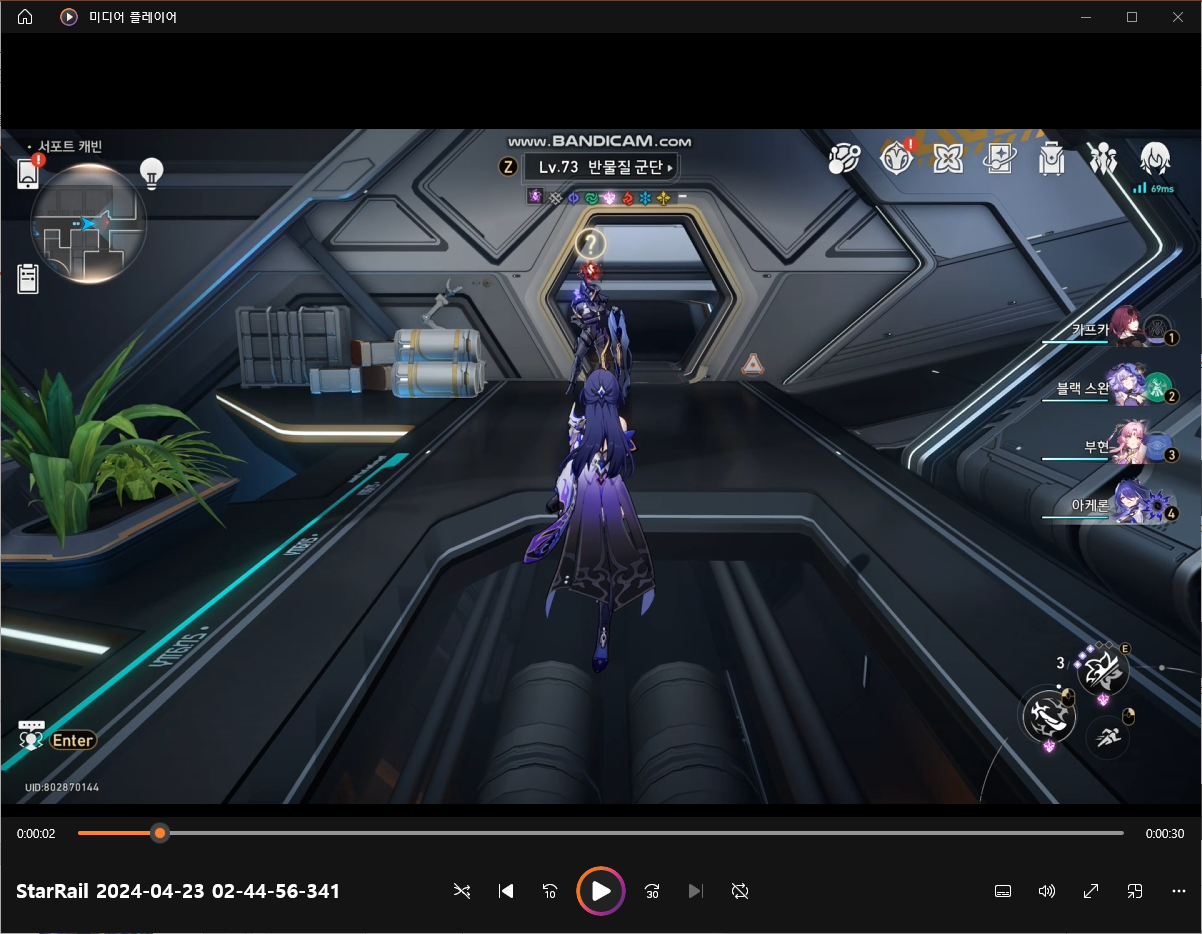 미디어 플레이어
서포트 캐빈
www.BANDICAM.com
Z Lv.73 반물질 군단
69ms
카프카 1
블랙 스완 2
부현 3
아케론 4
3 E
Enter
UID:802870144
0:00:02
0:00:30
StarRail 2024-04-23 02-44-56-341
10
30